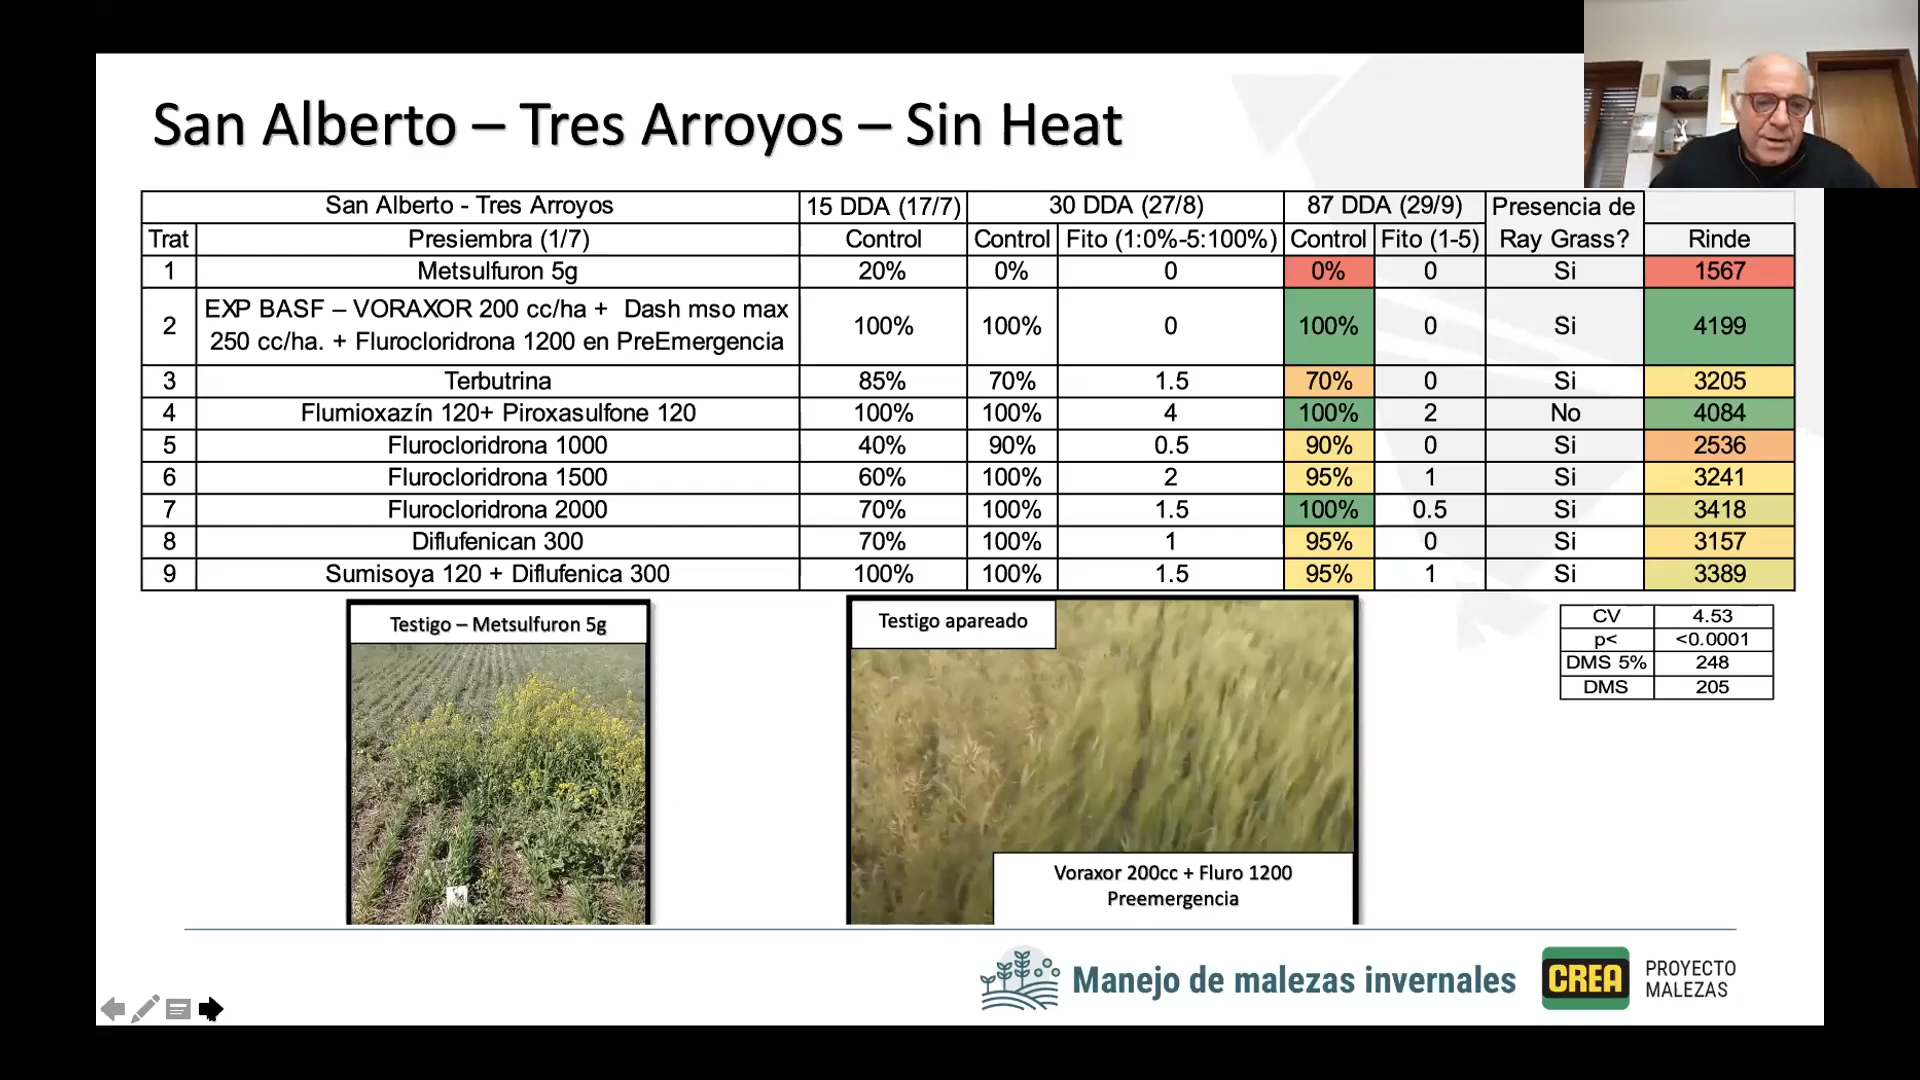 San Alberto – Tres Arroyos – Sin Heat
San Alberto - Tres Arroyos 15 DDA (17/7) 30 DDA (27/8) 87 DDA (29/9) Presencia de
Trat Presiembra (1/7) Control Control Fito (1:0%-5:100%) Control Fito (1-5) Ray Grass? Rinde
1 Metsulfuron 5g 20% 0% 0 0% 0 Si 1567
EXP BASF – VORAXOR 200 cc/ha + Dash mso max
2 250 cc/ha. + Flurocloridrona 1200 en PreEmergencia 100% 100% 0 100% 0 Si 4199
3 Terbutrina 85% 70% 1.5 70% 0 Si 3205
4 Flumioxazín 120+ Piroxasulfone 120 100% 100% 4 100% 2 No 4084
5 Flurocloridrona 1000 40% 90% 0.5 90% 0 Si 2536
6 Flurocloridrona 1500 60% 100% 2 95% 1 Si 3241
7 Flurocloridrona 2000 70% 100% 1.5 100% 0.5 Si 3418
8 Diflufenican 300 70% 100% 1 95% 0 Si 3157
9 Sumisoya 120 + Diflufenica 300 100% 100% 1.5 95% 1 Si 3389
Testigo – Metsulfuron 5g
Testigo apareado
Voraxor 200cc + Fluro 1200
Preemergencia
CV 4.53
p< <0.0001
DMS 5% 248
DMS 205
Manejo de malezas invernales
CREA
PROYECTO
MALEZAS